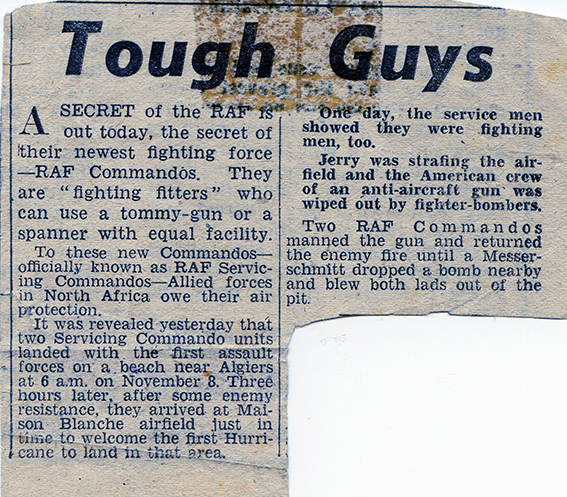 Tough Guys
A SECRET of the RAF is
out today, the secret of
their newest fighting force
—RAF Commandos. They
are "fighting fitters" who
can use a tommy-gun or a
spanner with equal facility.
To these new Commandos—
officially known as RAF Servic-
ing Commandos—Allied forces
in North Africa owe their air
protection.
It was revealed yesterday that
two Servicing Commando units
landed with the first assault
forces on a beach near Algiers
at 6 a.m. on November 8. Three
hours later, after some enemy
resistance, they arrived at Mai-
son Blanche airfield just in
time to welcome the first Hurri-
cane to land in that area.
One day, the service men
showed they were fighting
men, too.
Jerry was strafing the air-
field and the American crew
of an anti-aircraft gun was
wiped out by fighter-bombers.
Two RAF Commandos
manned the gun and returned
the enemy fire until a Messer-
schmitt dropped a bomb nearby
and blew both lads out of the
pit.